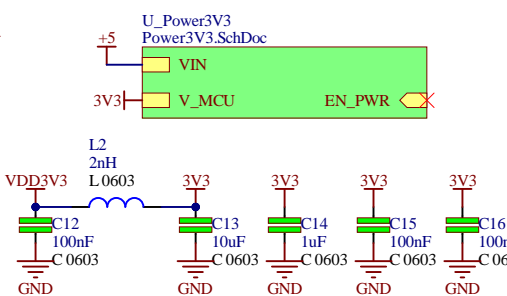 U_Power3V3
Power3V3.SchDoc
+5
VIN
3V3
V_MCU
EN_PWR
L2
2nH
L 0603
VDD3V3
3V3
3V3
3V3
3V3
C12
100nF
C 0603
C13
10uF
C 0603
C14
1uF
C 0603
C15
100nF
C 0603
C16
GND
GND
GND
GND
GND